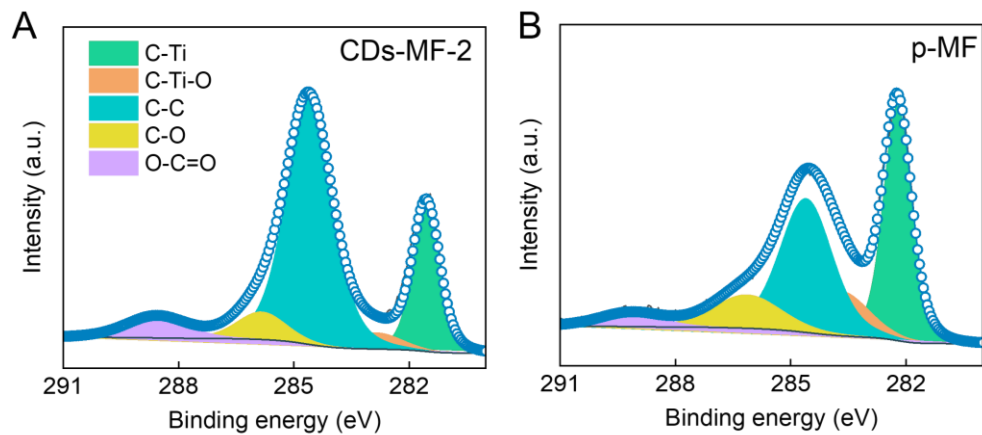 A
CDs-MF-2
C-Ti
C-Ti-O
C-C
C-O
O-C=O
Intensity (a.u.)
291 288 285 282
Binding energy (eV)
B
p-MF
Intensity (a.u.)
291 288 285 282
Binding energy (eV)